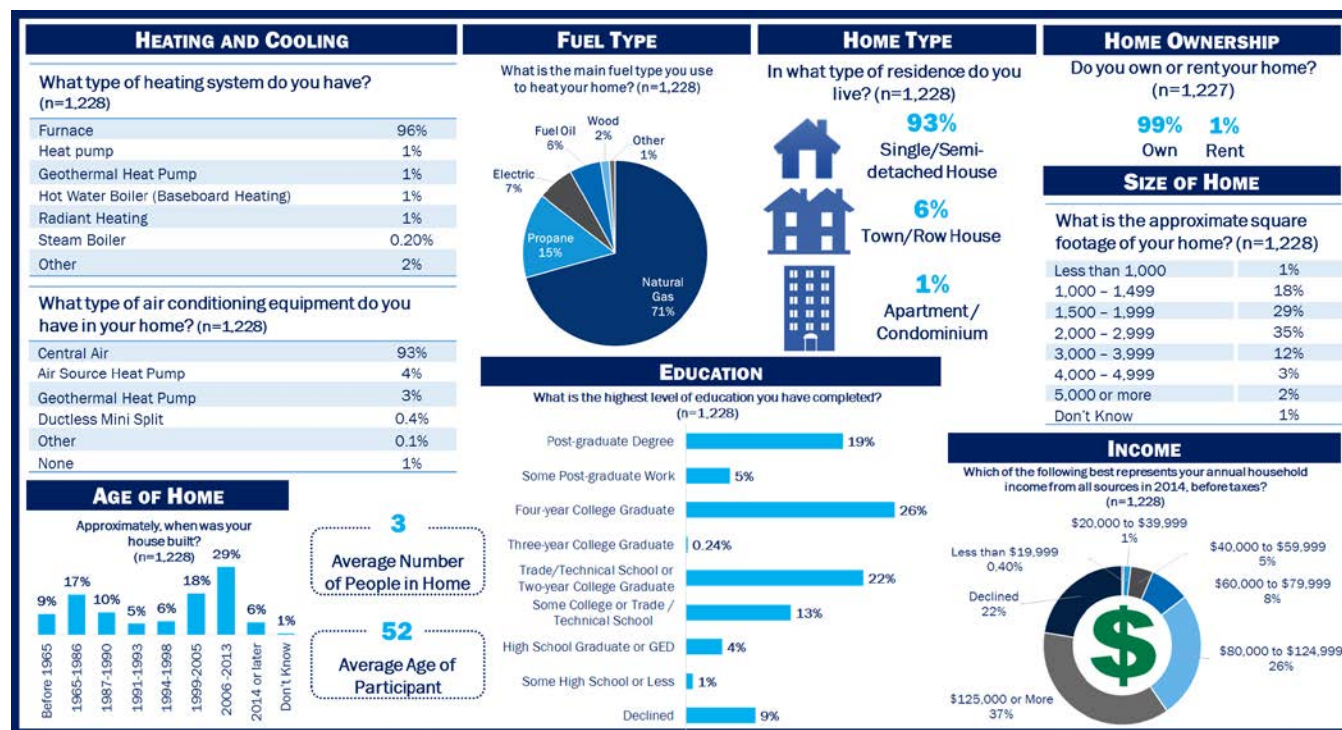 HEATING AND COOLING
What type of heating system do you have?
(n=1,228)
Furnace 96%
Heat pump 1%
Geothermal Heat Pump 1%
Hot Water Boiler (Baseboard Heating) 1%
Radiant Heating 1%
Steam Boiler 0.20%
Other 2%
What type of air conditioning equipment do you
have in your home? (n=1,228)
Central Air 93%
Air Source Heat Pump 4%
Geothermal Heat Pump 3%
Ductless Mini Split 0.4%
Other 0.1%
None 1%
FUEL TYPE
What is the main fuel type you use
to heat your home? (n=1,228)
Wood
2%
Fuel Oil
6%
Other
1%
Electric
7%
Propane
15%
Natural
Gas
71%
HOME TYPE
In what type of residence do you
live? (n=1,228)
93%
Single/Semi-
detached House
6%
Town/Row House
1%
Apartment/
Condominium
HOME OWNERSHIP
Do you own or rent your home?
(n=1,227)
99% 1%
Own Rent
SIZE OF HOME
What is the approximate square
footage of your home? (n=1,228)
Less than 1,000 1%
1,000 – 1,499 18%
1,500 – 1,999 29%
2,000 – 2,999 35%
3,000 – 3,999 12%
4,000 – 4,999 3%
5,000 or more 2%
Don't Know 1%
AGE OF HOME
Approximately, when was your
house built?
(n=1,228)
9%
17%
10%
5%
6%
18%
29%
6%
1%
Before 1965
1965-1986
1987-1990
1991-1993
1994-1998
1999-2005
2006 -2013
2014 or later
Don't Know
3
Average Number
of People in Home
52
Average Age of
Participant
EDUCATION
What is the highest level of education you have completed?
(n=1,228)
Post-graduate Degree 19%
Some Post-graduate Work 5%
Four-year College Graduate 26%
Three-year College Graduate 0.24%
Trade/Technical School or
Two-year College Graduate 22%
Some College or Trade /
Technical School 13%
High School Graduate or GED 4%
Some High School or Less 1%
Declined 9%
INCOME
Which of the following best represents your annual household
income from all sources in 2014, before taxes?
(n=1,228)
$20,000 to $39,999
1%
Less than $19,999
0.40%
$40,000 to $59,999
5%
$60,000 to $79,999
8%
Declined
22%
$80,000 to $124,999
26%
$125,000 or More
37%
$